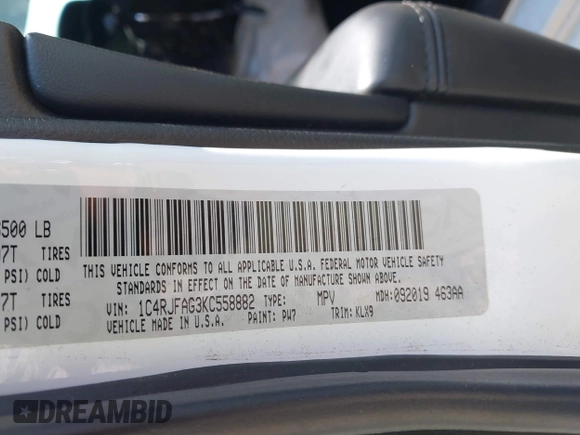 500 LB
7T TIRES
PSI) COLD
7T TIRES
PSI) COLD
THIS VEHICLE CONFORMS TO ALL APPLICABLE U.S.A. FEDERAL MOTOR VEHICLE SAFETY
STANDARDS IN EFFECT ON THE DATE OF MANUFACTURE SHOWN ABOVE.
VIN: 1C4RJFAG3KC558882 TYPE: MPV MDH:092019 463AA
VEHICLE MADE IN U.S.A. PAINT: PW7 TRIM: KLX9
DREAMBID